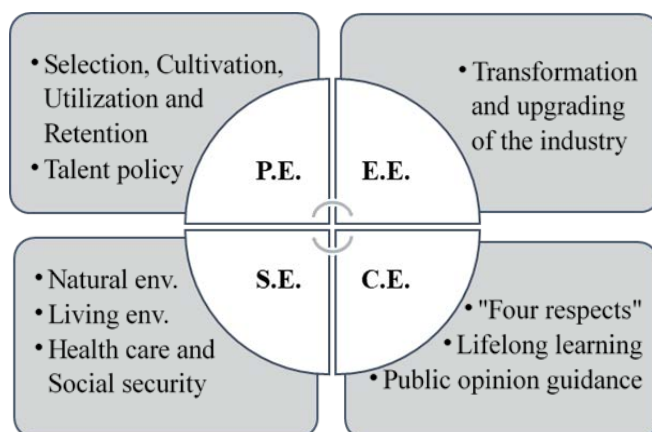 • Selection, Cultivation,
Utilization and
Retention
• Talent policy
P.E.
• Transformation
and upgrading
of the industry
E.E.
• Natural env.
• Living env.
• Health care and
Social security
S.E.
• "Four respects"
• Lifelong learning
• Public opinion guidance
C.E.